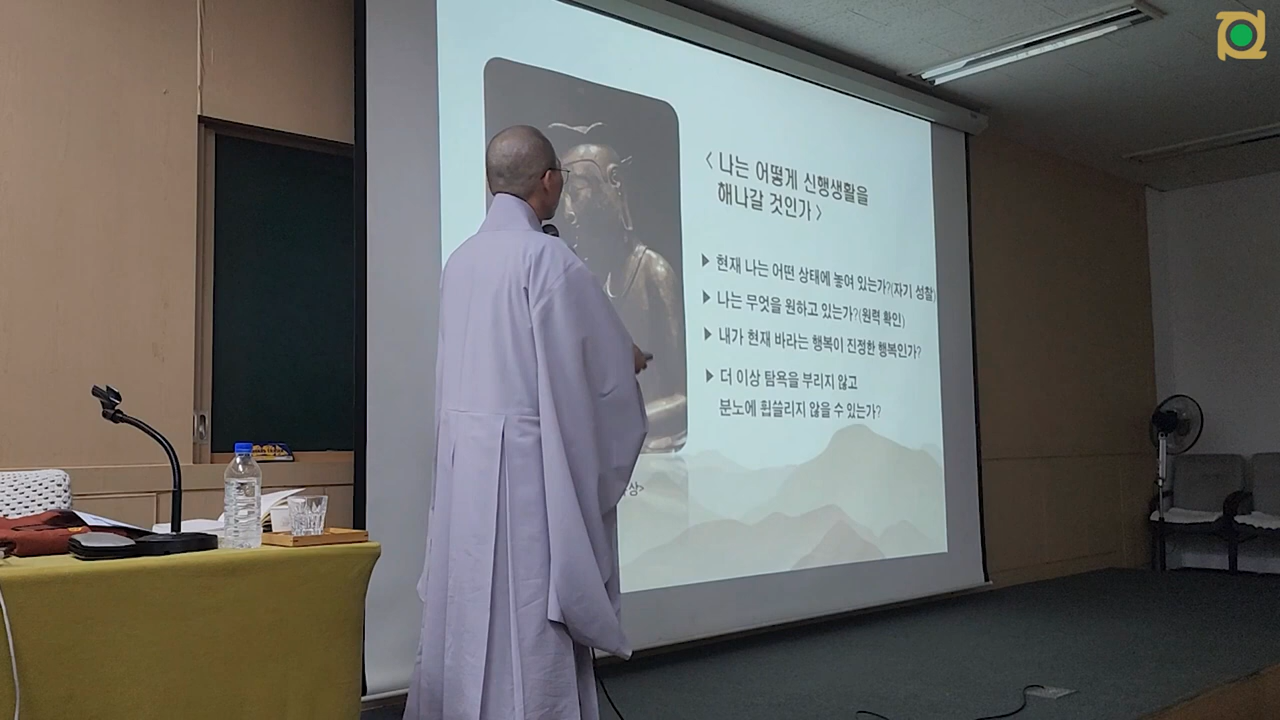 < 나는 어떻게 신행생활을
해나갈 것인가 >
▶ 현재 나는 어떤 상태에 놓여 있는가?(자기 성찰)
▶ 나는 무엇을 원하고 있는가?(원력 확인)
▶ 내가 현재 바라는 행복이 진정한 행복인가?
▶ 더 이상 탐욕을 부리지 않고
분노에 휩쓸리지 않을 수 있는가?